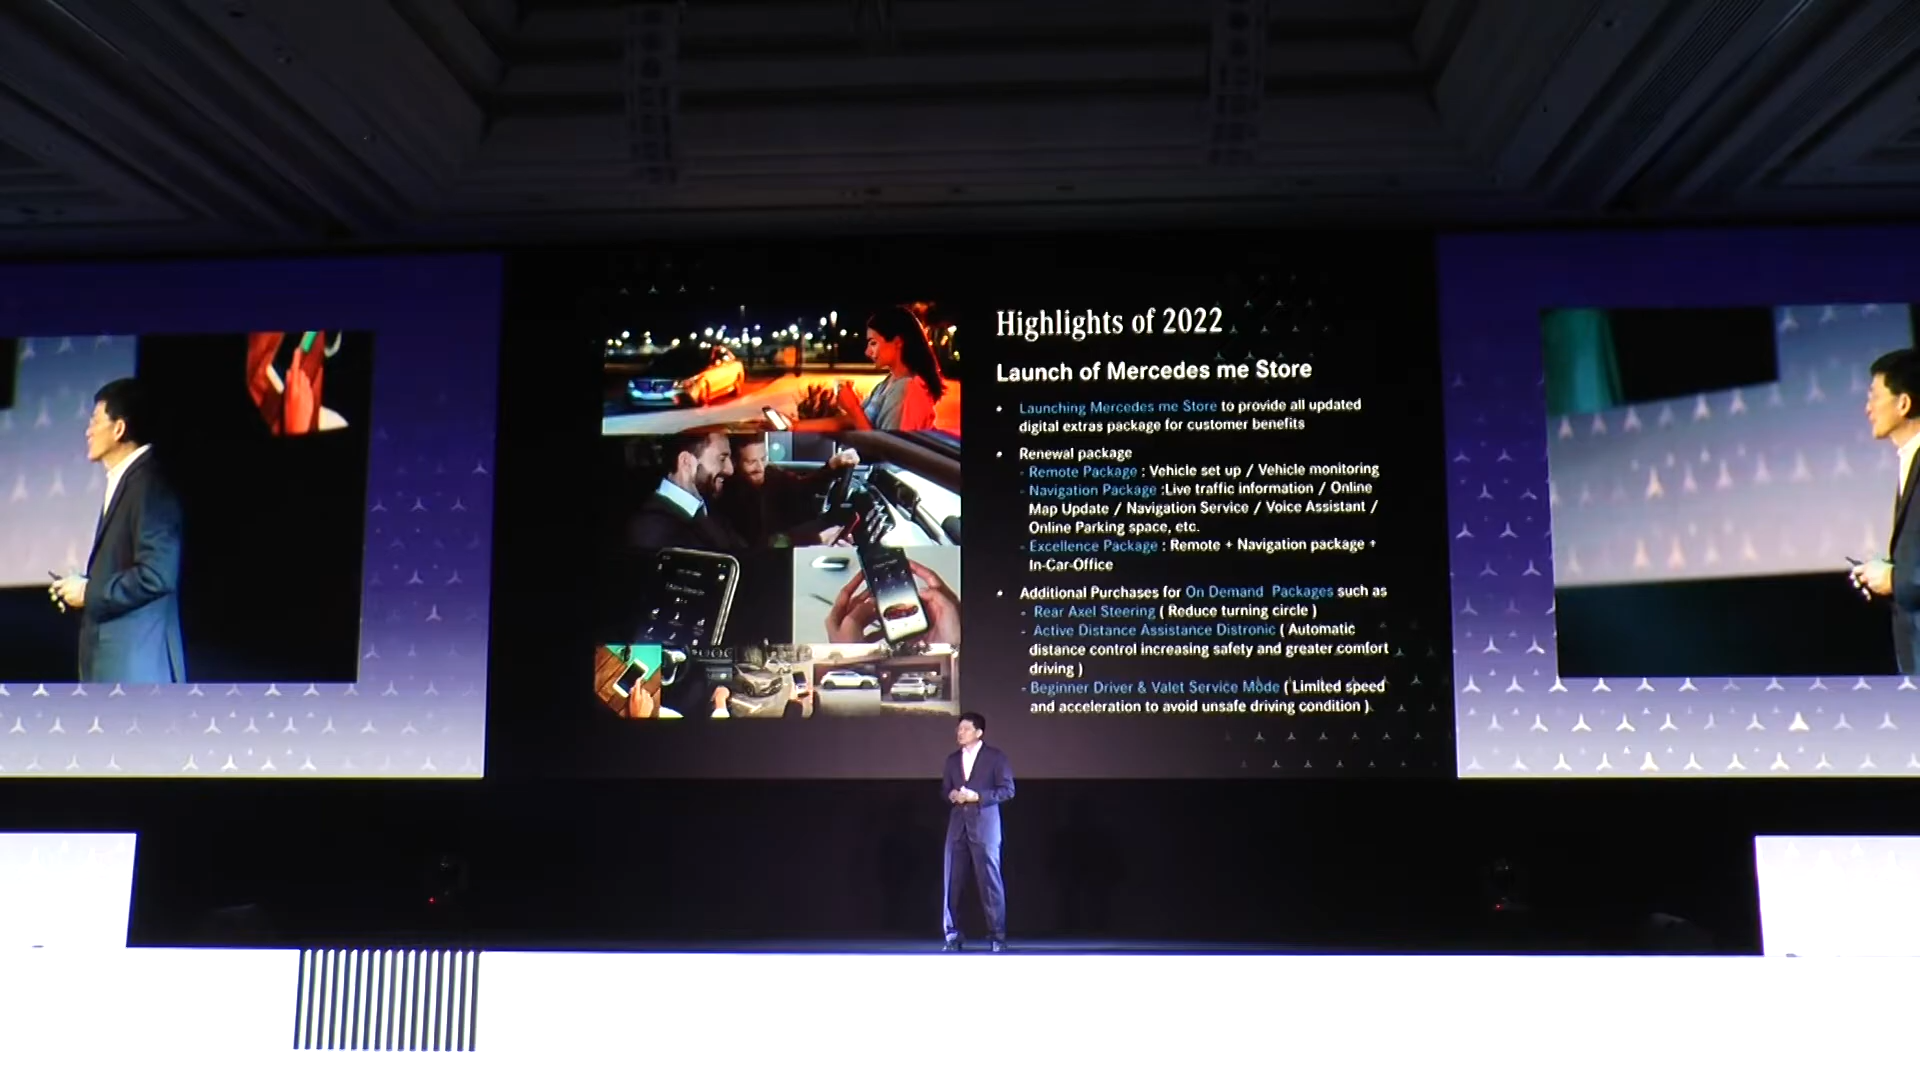 Highlights of 2022
Launch of Mercedes me Store
• Launching Mercedes me Store to provide all updated
digital extras package for customer benefits
• Renewal package
- Remote Package : Vehicle set up / Vehicle monitoring
- Navigation Package :Live traffic information / Online
Map Update / Navigation Service / Voice Assistant /
Online Parking space, etc.
- Excellence Package : Remote + Navigation package +
In-Car-Office
• Additional Purchases for On Demand Packages such as
- Rear Axel Steering ( Reduce turning circle )
- Active Distance Assistance Distronic ( Automatic
distance control increasing safety and greater comfort
driving )
- Beginner Driver & Valet Service Mode ( Limited speed
and acceleration to avoid unsafe driving condition )